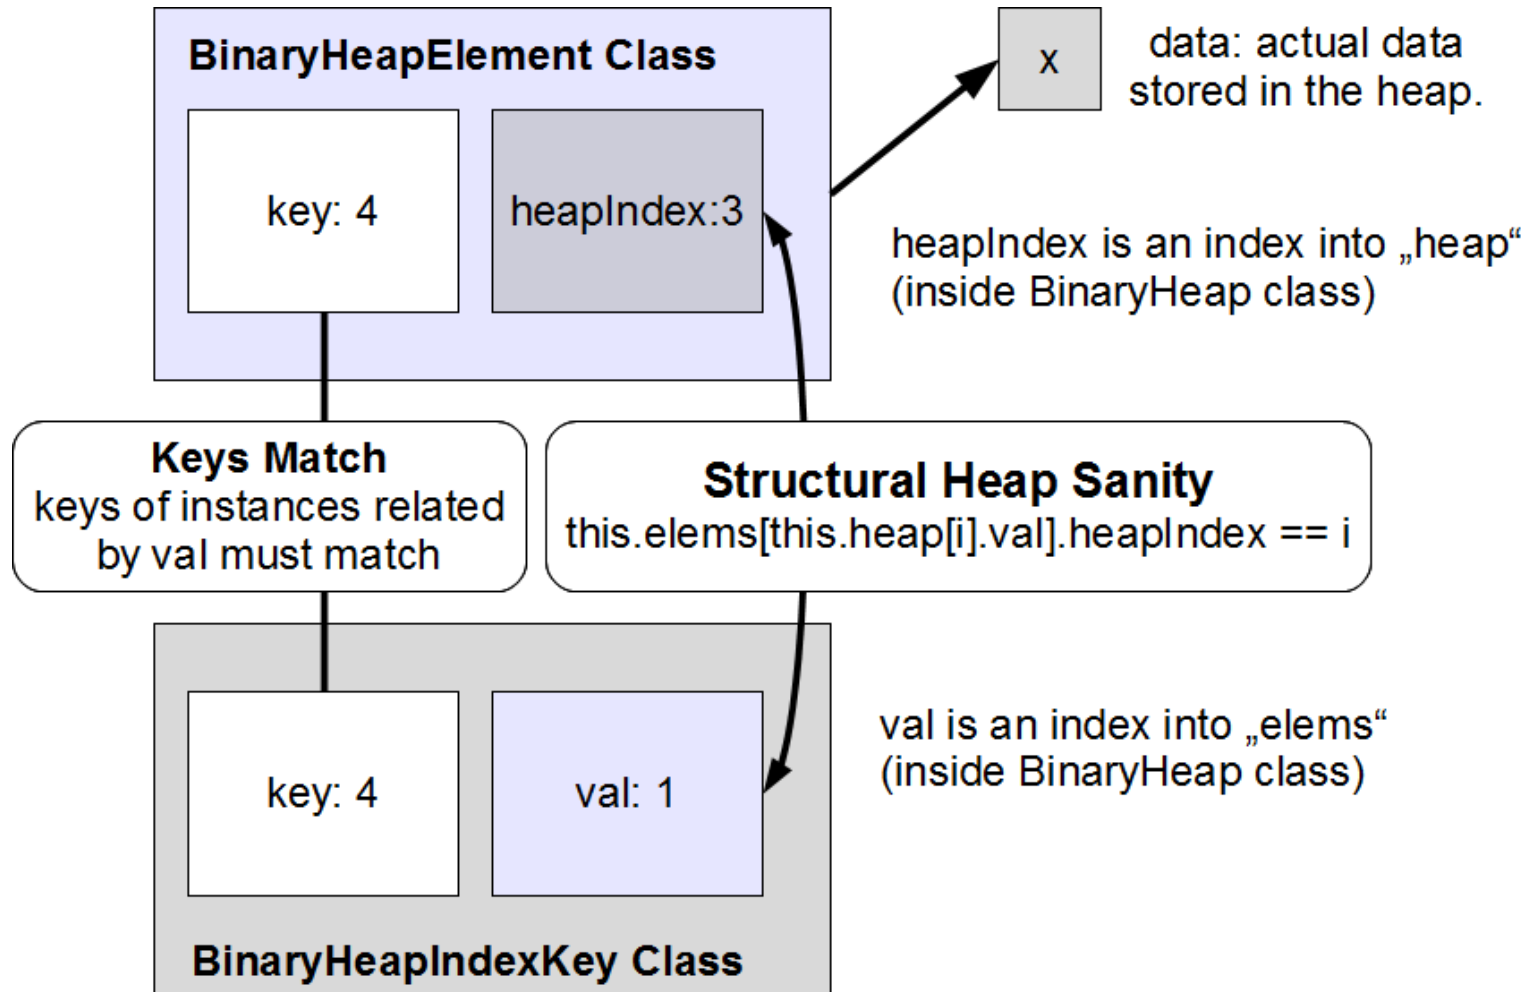 BinaryHeapElement Class
x
data: actual data
stored in the heap.
key: 4
heapIndex:3
heapIndex is an index into „heap“
(inside BinaryHeap class)
Keys Match
keys of instances related
by val must match
Structural Heap Sanity
this.elems[this.heap[i].val].heapIndex == i
key: 4
val: 1
val is an index into „elems“
(inside BinaryHeap class)
BinaryHeapIndexKey Class